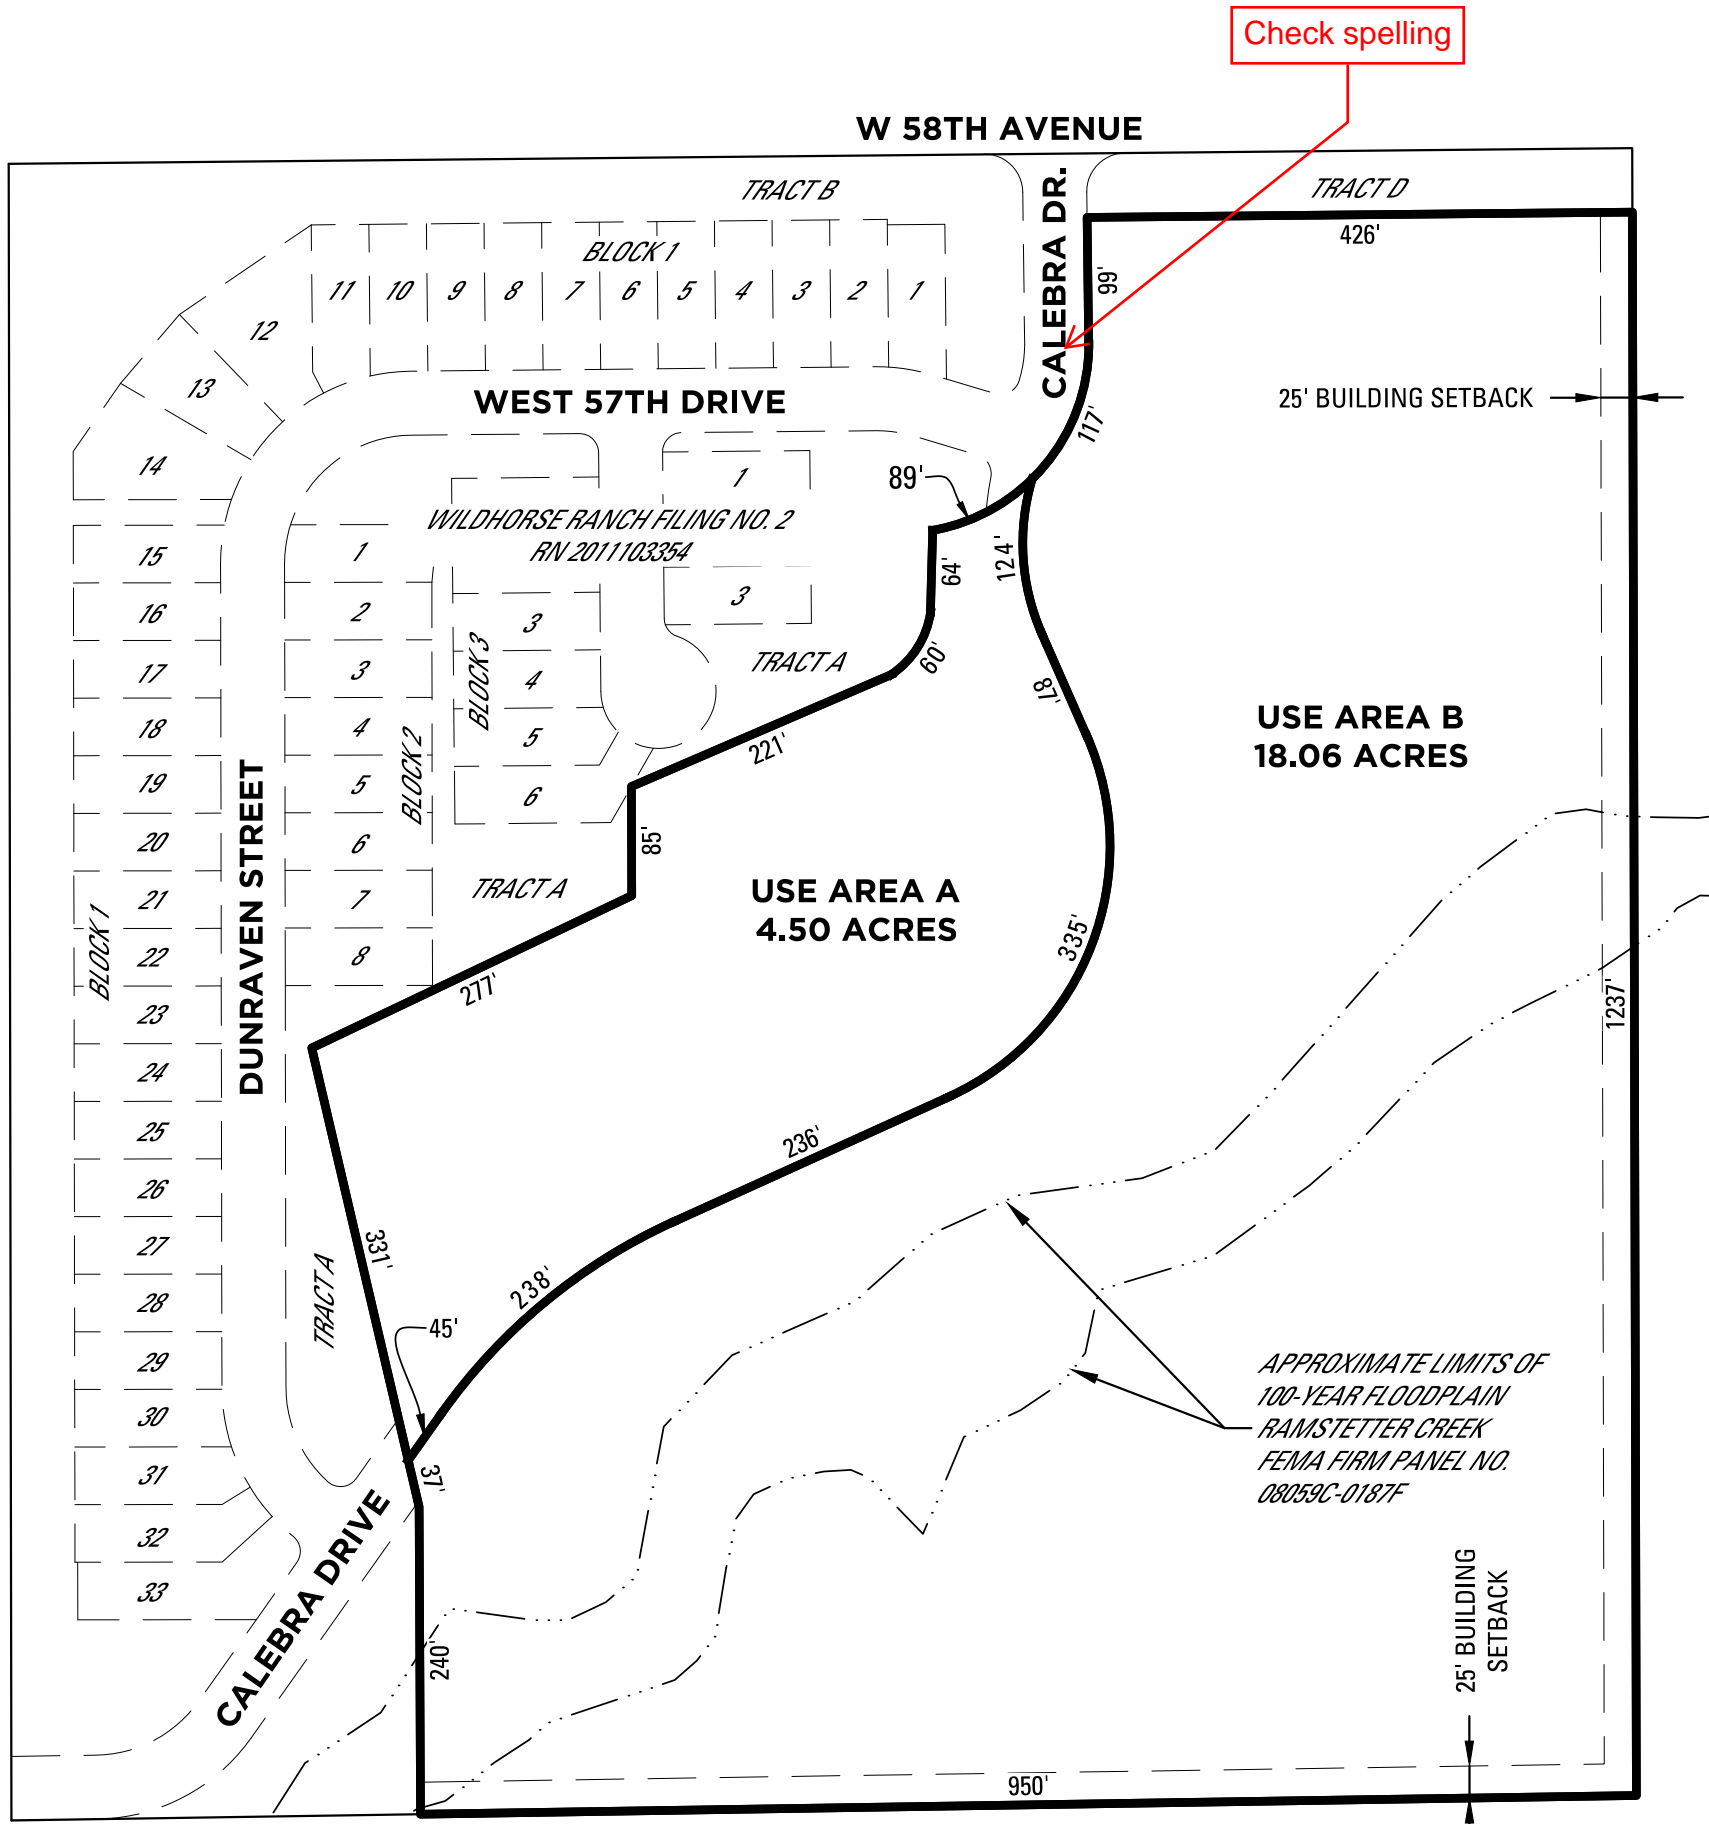 Check spelling
W 58TH AVENUE
TRACT B
CALEBRA DR.
TRACT D
426'
99'
BLOCK 1
11
10
9
8
7
6
5
4
3
2
1
12
13
14
WEST 57TH DRIVE
117'
25' BUILDING SETBACK
89'
1
WILDHORSE RANCH FILING NO. 2
RN 2011103354
3
64'
124'
60'
TRACT A
87'
USE AREA B
18.06 ACRES
15
16
17
18
19
20
21
22
23
24
25
26
27
28
29
30
31
32
33
BLOCK 1
DUNRAVEN STREET
1
2
3
4
5
6
7
8
BLOCK 2
BLOCK 3
3
4
5
6
221'
85'
TRACT A
USE AREA A
4.50 ACRES
335'
277'
1237'
236'
331'
TRACT A
238'
45'
37'
APPROXIMATE LIMITS OF
100-YEAR FLOODPLAIN
RAMSTETTER CREEK
FEMA FIRM PANEL NO.
08059C-0187F
CALEBRA DRIVE
240'
25' BUILDING
SETBACK
950'